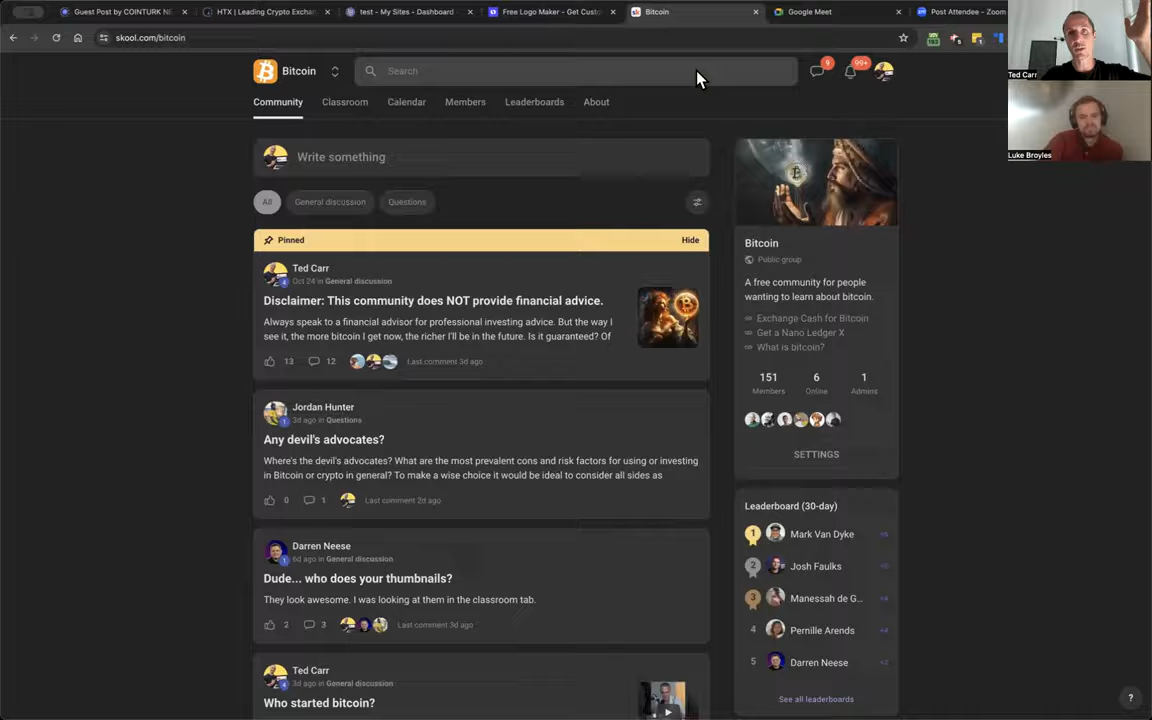 Guest Post by COINTURK NE
HTX | Leading Crypto Exchan
test - My Sites - Dashboard
Free Logo Maker - Get Custo
Bitcoin
Google Meet
Post Attendee - Zoom
skool.com/bitcoin
Ted Carr
Luke Broyles
Bitcoin
Search
9
99+
Community
Classroom
Calendar
Members
Leaderboards
About
Write something
All
General discussion
Questions
Pinned
Hide
Ted Carr
4
Oct 24 in General discussion
Disclaimer: This community does NOT provide financial advice.
Always speak to a financial advisor for professional investing advice. But the way I
see it, the more bitcoin I get now, the richer I'll be in the future. Is it guaranteed? Of
13
12
Last comment 3d ago
Jordan Hunter
1
3d ago in Questions
Any devil's advocates?
Where's the devil's advocates? What are the most prevalent cons and risk factors for using or investing
in Bitcoin or crypto in general? To make a wise choice it would be ideal to consider all sides as
0
1
Last comment 2d ago
Darren Neese
1
6d ago in General discussion
Dude... who does your thumbnails?
They look awesome. I was looking at them in the classroom tab.
2
3
Last comment 3d ago
Ted Carr
4
3d ago in General discussion
Who started bitcoin?
Bitcoin
Public group
A free community for people
wanting to learn about bitcoin.
Exchange Cash for Bitcoin
Get a Nano Ledger X
What is bitcoin?
151
6
1
Members
Online
Admins
SETTINGS
Leaderboard (30-day)
1
Mark Van Dyke
2
Josh Faulks
3
Manessah de G...
4
Pernille Arends
5
Darren Neese
See all leaderboards
?